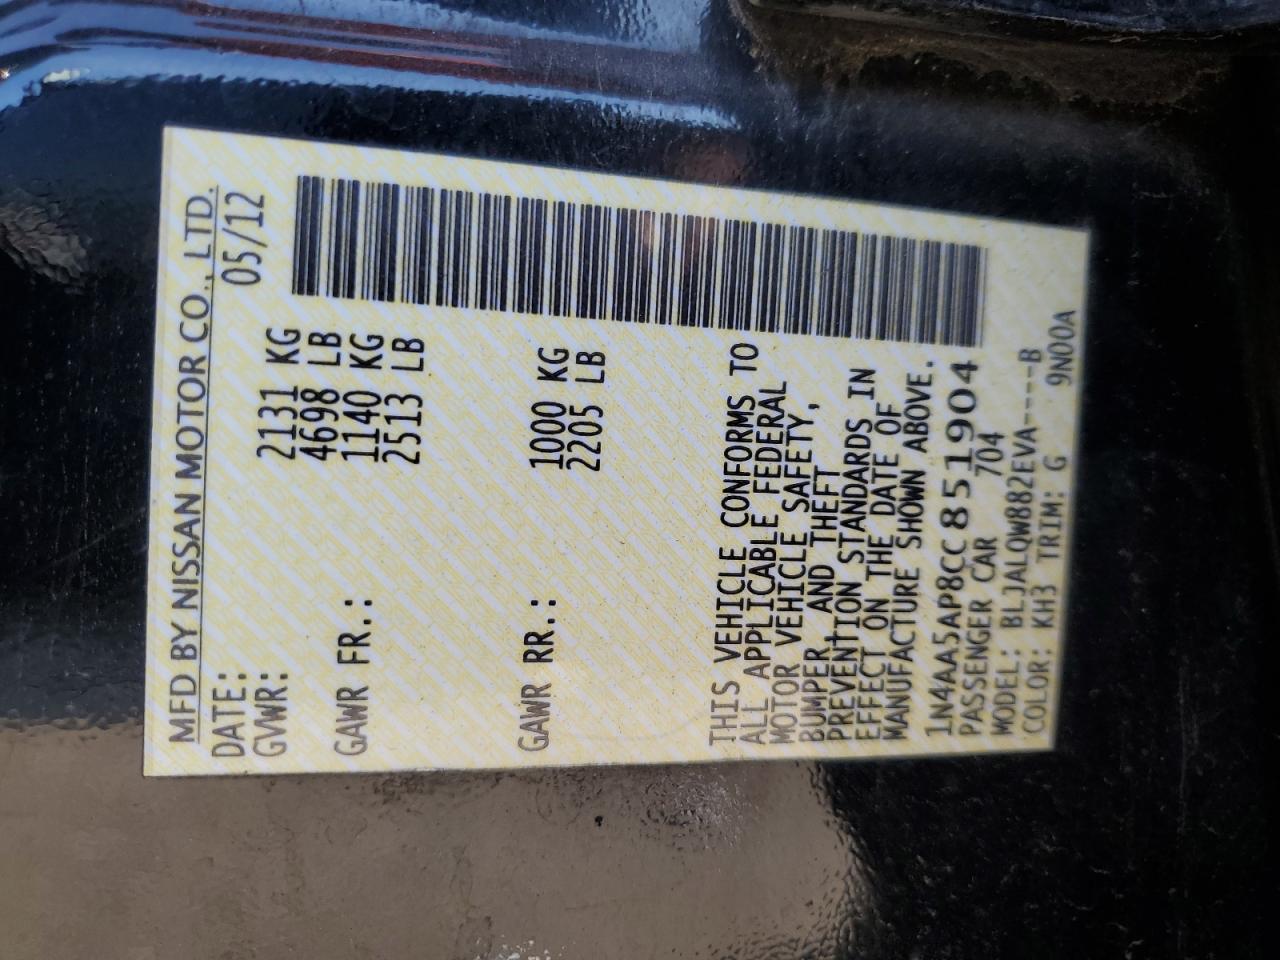 MFD BY NISSAN MOTOR CO., LTD.
DATE: 05/12
GVWR: 2131 KG
4698 LB
GAWR FR.: 1140 KG
2513 LB
GAWR RR.: 1000 KG
2205 LB
THIS VEHICLE CONFORMS TO
ALL APPLICABLE FEDERAL
MOTOR VEHICLE SAFETY,
BUMPER AND THEFT
PREVENTION STANDARDS IN
EFFECT ON THE DATE OF
MANUFACTURE SHOWN ABOVE.
1N4AA5AP8CC851904
PASSENGER CAR 704
MODEL: BLJALQWB82EVA----B
COLOR: KH3 TRIM: G 9N00A